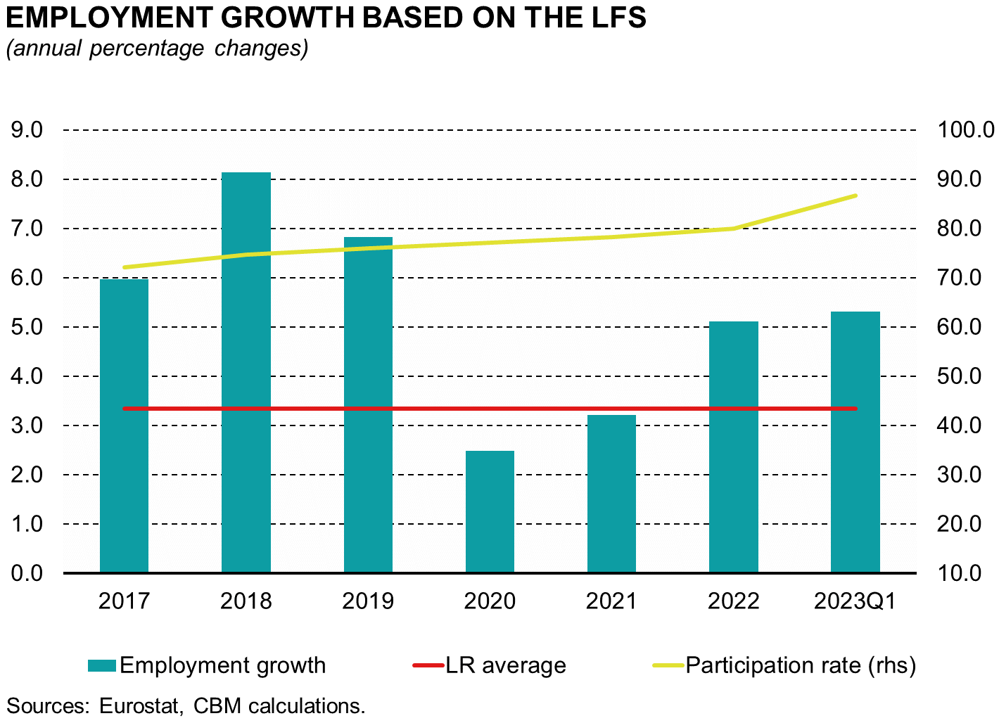 EMPLOYMENT GROWTH BASED ON THE LFS
(annual percentage changes)
9.0 100.0
8.0 90.0
7.0 80.0
6.0 70.0
5.0 60.0
4.0 50.0
3.0 40.0
2.0 30.0
1.0 20.0
0.0 10.0
2017 2018 2019 2020 2021 2022 2023Q1
Employment growth LR average Participation rate (rhs)
Sources: Eurostat, CBM calculations.